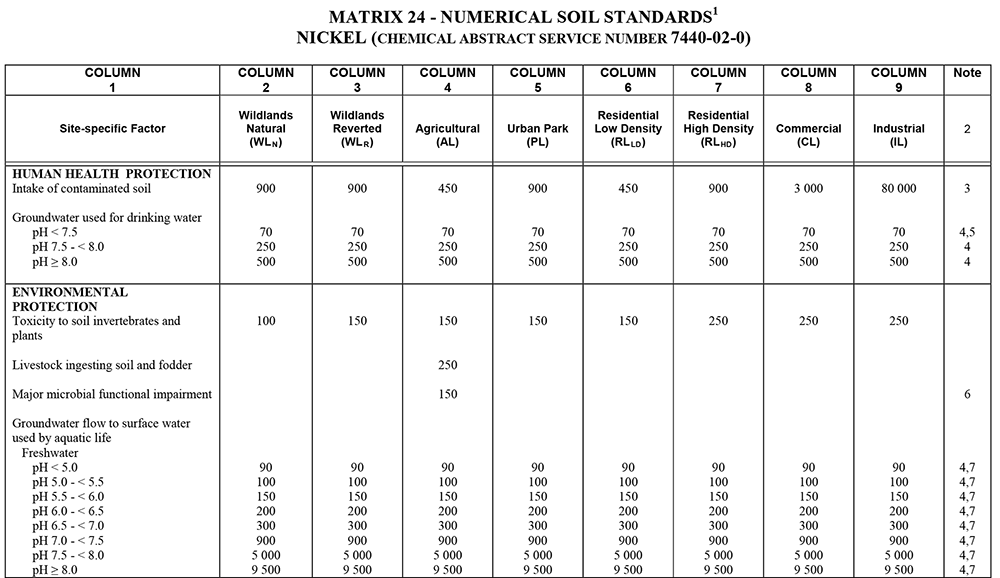 MATRIX 24 - NUMERICAL SOIL STANDARDS1
NICKEL (CHEMICAL ABSTRACT SERVICE NUMBER 7440-02-0)
COLUMN COLUMN COLUMN COLUMN COLUMN COLUMN COLUMN COLUMN COLUMN Note
1 2 3 4 5 6 7 8 9
Wildlands Wildlands Residential Residential
Site-specific Factor Natural Reverted Agricultural Urban Park Low Density High Density Commercial Industrial 2
(WLN) (WLR) (AL) (PL) (RLLD) (RLHD) (CL) (IL)
HUMAN HEALTH PROTECTION
Intake of contaminated soil 900 900 450 900 450 900 3 000 80 000 3
Groundwater used for drinking water
pH < 7.5 70 70 70 70 70 70 70 70 4,5
pH 7.5 - < 8.0 250 250 250 250 250 250 250 250 4
pH ≥ 8.0 500 500 500 500 500 500 500 500 4
ENVIRONMENTAL
PROTECTION
Toxicity to soil invertebrates and 100 150 150 150 150 250 250 250
plants
Livestock ingesting soil and fodder 250
Major microbial functional impairment 150 6
Groundwater flow to surface water
used by aquatic life
Freshwater
pH < 5.0 90 90 90 90 90 90 90 90 4,7
pH 5.0 - < 5.5 100 100 100 100 100 100 100 100 4,7
pH 5.5 - < 6.0 150 150 150 150 150 150 150 150 4,7
pH 6.0 - < 6.5 200 200 200 200 200 200 200 200 4,7
pH 6.5 - < 7.0 300 300 300 300 300 300 300 300 4,7
pH 7.0 - < 7.5 900 900 900 900 900 900 900 900 4,7
pH 7.5 - < 8.0 5 000 5 000 5 000 5 000 5 000 5 000 5 000 5 000 4,7
pH ≥ 8.0 9 500 9 500 9 500 9 500 9 500 9 500 9 500 9 500 4,7